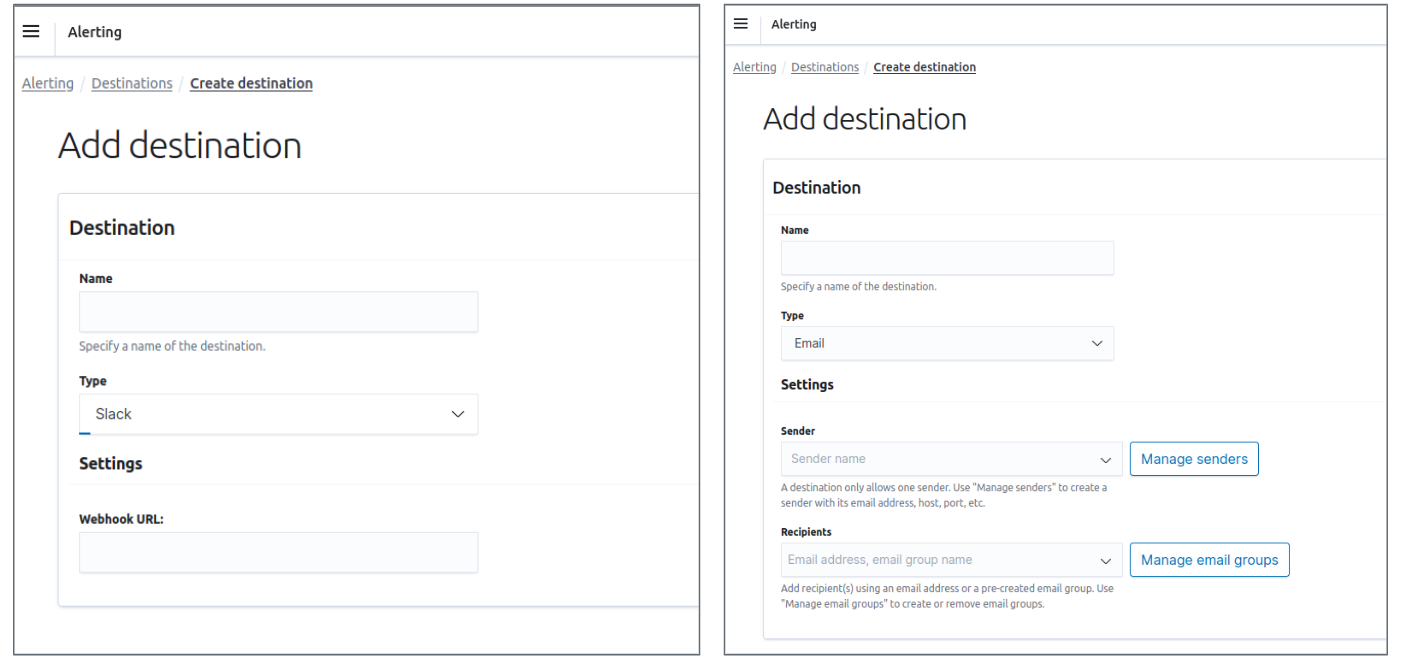 Alerting
Alerting / Destinations / Create destination
Add destination
Destination
Name
Specify a name of the destination.
Type
Slack
Settings
Webhook URL:
Alerting
Alerting / Destinations / Create destination
Add destination
Destination
Name
Specify a name of the destination.
Type
Email
Settings
Sender
Sender name
Manage senders
A destination only allows one sender. Use "Manage senders" to create a
sender with its email address, host, port, etc.
Recipients
Email address, email group name
Manage email groups
Add recipient(s) using an email address or a pre-created email group. Use
"Manage email groups" to create or remove email groups.